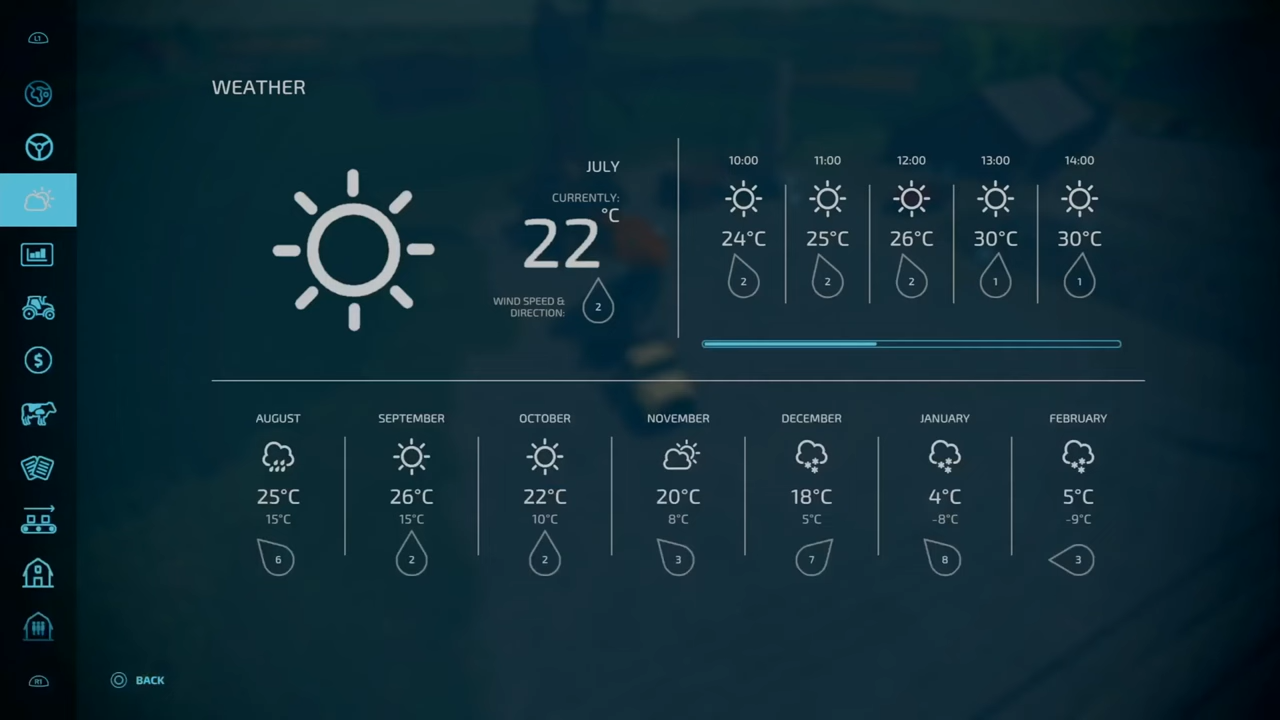 L1
WEATHER
JULY
CURRENTLY:
22 °C
WIND SPEED &
DIRECTION:
2
10:00 11:00 12:00 13:00 14:00
24°C 25°C 26°C 30°C 30°C
2 2 2 1 1
AUGUST SEPTEMBER OCTOBER NOVEMBER DECEMBER JANUARY FEBRUARY
25°C 26°C 22°C 20°C 18°C 4°C 5°C
15°C 15°C 10°C 8°C 5°C -8°C -9°C
6 2 2 3 7 8 3
R1
BACK